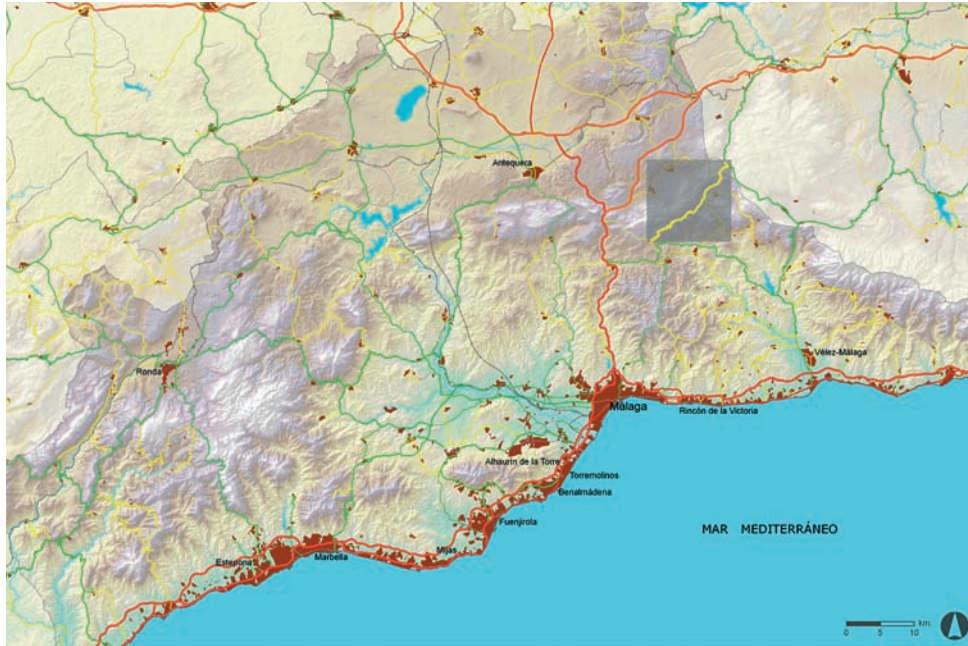 Antequera
Ronda
Vélez-Málaga
Málaga
Rincón de la Victoria
Alhaurín de la Torre
Torremolinos
Benalmádena
Fuenjirola
MAR MEDITERRÁNEO
Mijas
Estepona
Marbella
km.
0 5 10